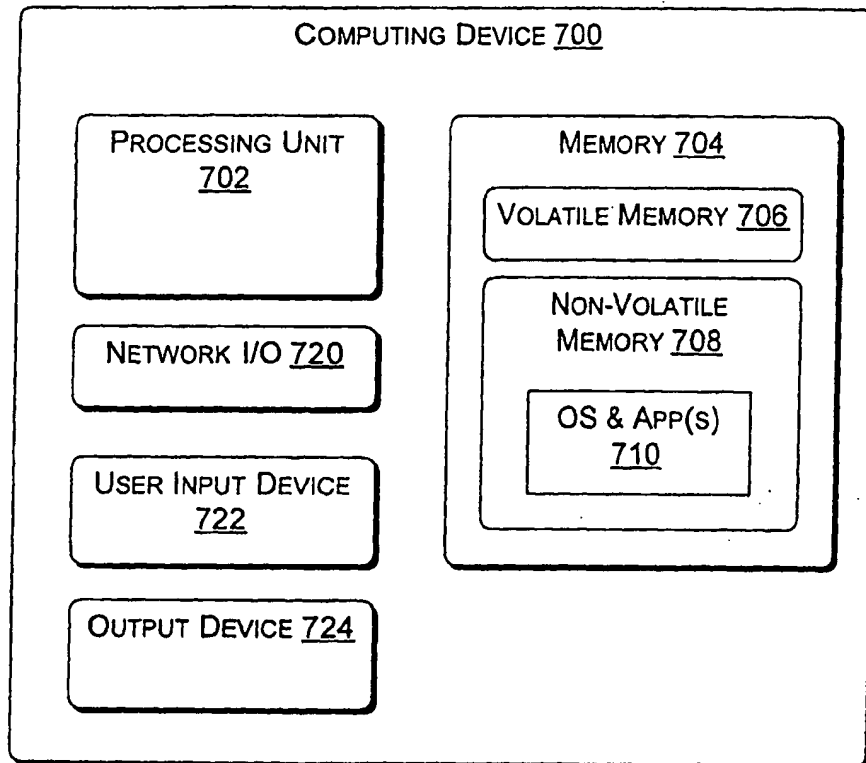 COMPUTING DEVICE 700
PROCESSING UNIT
702
NETWORK I/O 720
USER INPUT DEVICE
722
OUTPUT DEVICE 724
MEMORY 704
VOLATILE MEMORY 706
NON-VOLATILE
MEMORY 708
OS & APP(S)
710